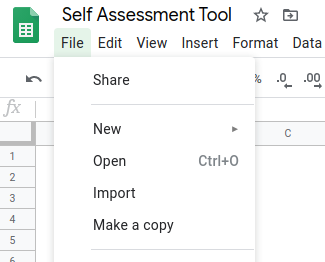 Self Assessment Tool
File Edit View Insert Format Data
Share
% .0 .00
fx
New
C
1
Open Ctrl+O
2
3
Import
4
Make a copy
5
6